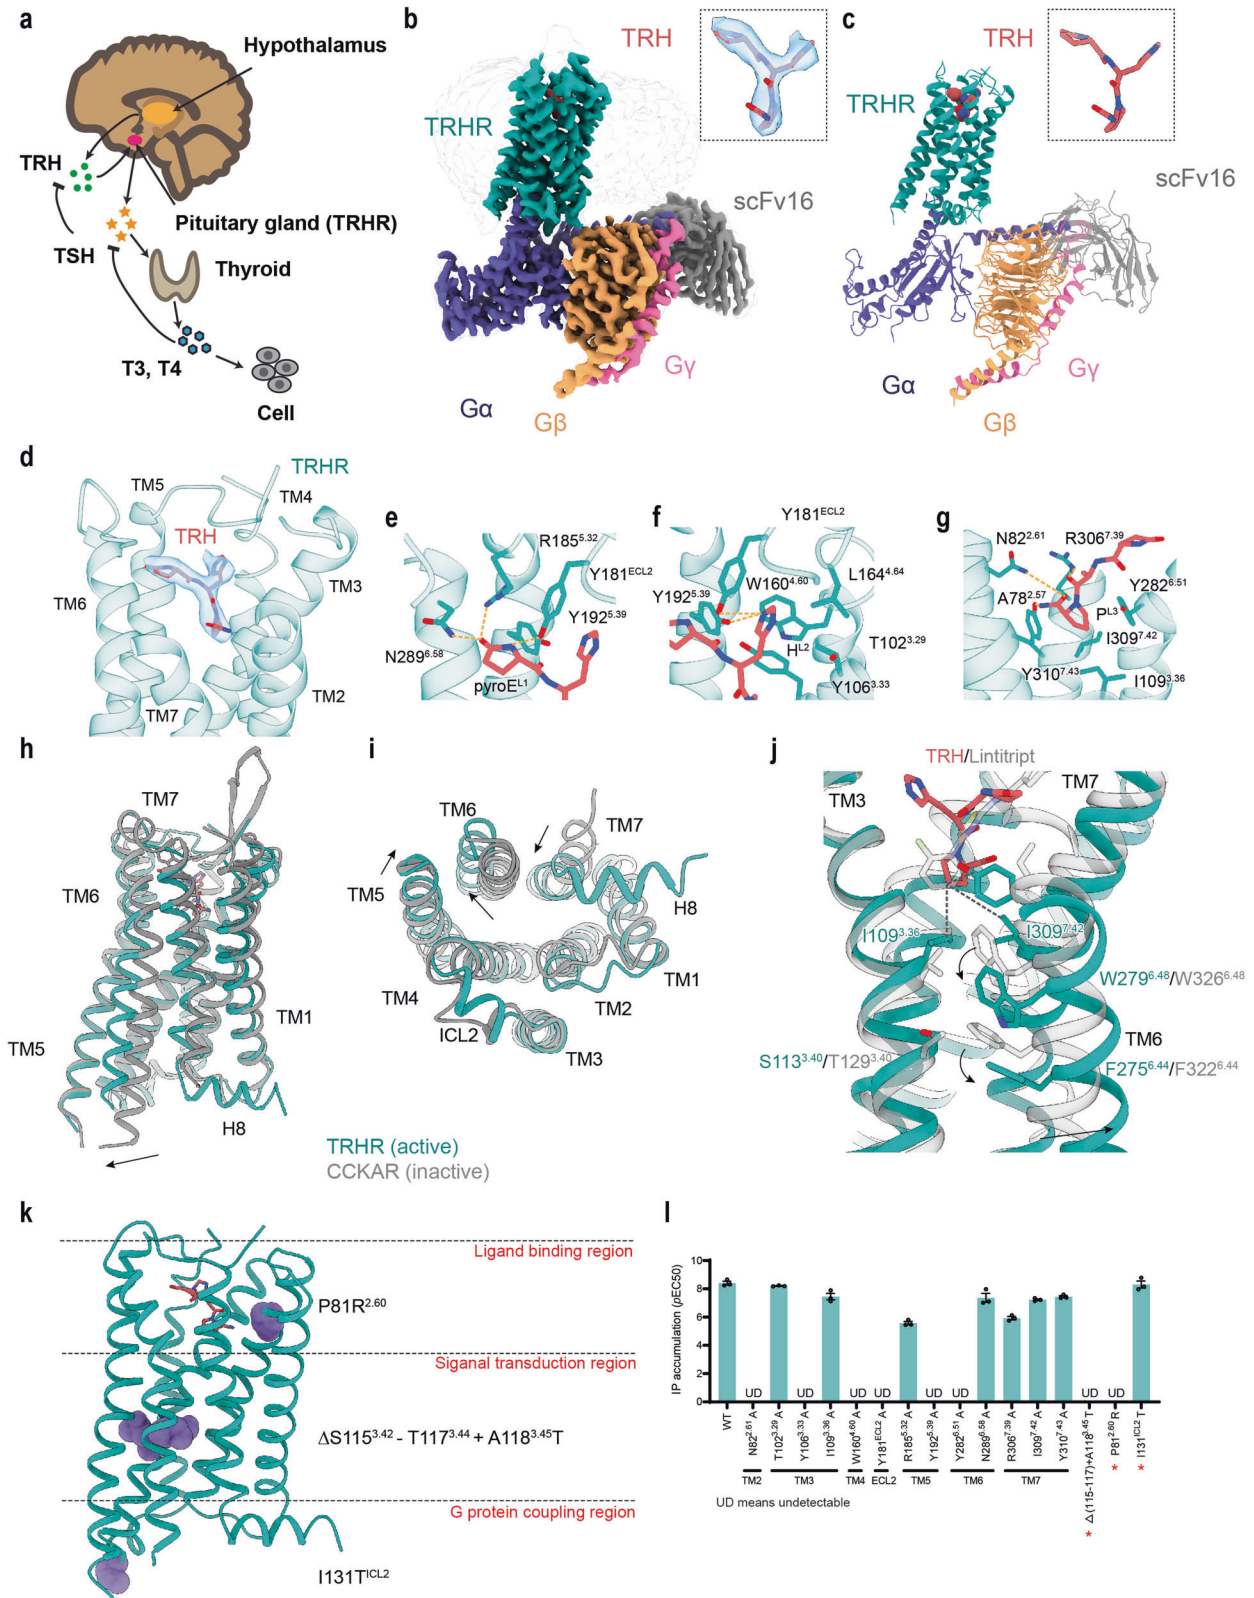 a
Hypothalamus
TRH
Pituitary gland (TRHR)
TSH
Thyroid
T3, T4
Cell
b
TRH
TRHR
scFv16
Gγ
Gα
Gβ
c
TRH
TRHR
scFv16
Gγ
Gα
Gβ
d
TRHR
TM5
TM4
TRH
TM3
TM6
TM2
TM7
e
R185^5.32
Y181^ECL2
Y192^5.39
N289^6.58
pyroE^L1
f
Y181^ECL2
W160^4.60
L164^4.64
Y192^5.39
T102^3.29
H^L2
Y106^3.33
g
N82^2.61
R306^7.39
Y282^6.51
A78^2.57
P^L3
I309^7.42
Y310^7.43
I109^3.36
h
TM7
TM6
TM1
TM5
H8
i
TM6
TM7
TM5
H8
TM4
TM1
TM2
ICL2
TM3
TRHR (active)
CCKAR (inactive)
j
TRH/Lintitript
TM3
TM7
I109^3.36
I309^7.42
W279^6.48/W326^6.48
TM6
S113^3.40/T129^3.40
F275^6.44/F322^6.44
k
Ligand binding region
P81R^2.60
Siganal transduction region
ΔS115^3.42 - T117^3.44 + A118^3.45T
G protein coupling region
I131T^ICL2
l
IP accumulation (pEC50)
10
8
6
4
2
0
UD
UD
UD
UD
UD
UD
UD
UD
WT
N82^2.61 A
T102^3.29 A
Y106^3.33 A
I109^3.36 A
W160^4.60 A
Y181^ECL2 A
R185^5.32 A
Y192^5.39 A
Y282^6.51 A
N289^6.58 A
R306^7.39 A
I309^7.42 A
Y310^7.43 A
* Δ(115-117)+A118^3.45 T
* P81^2.60 R
* I131^ICL2 T
TM2
TM3
TM4
ECL2
TM5
TM6
TM7
UD means undetectable